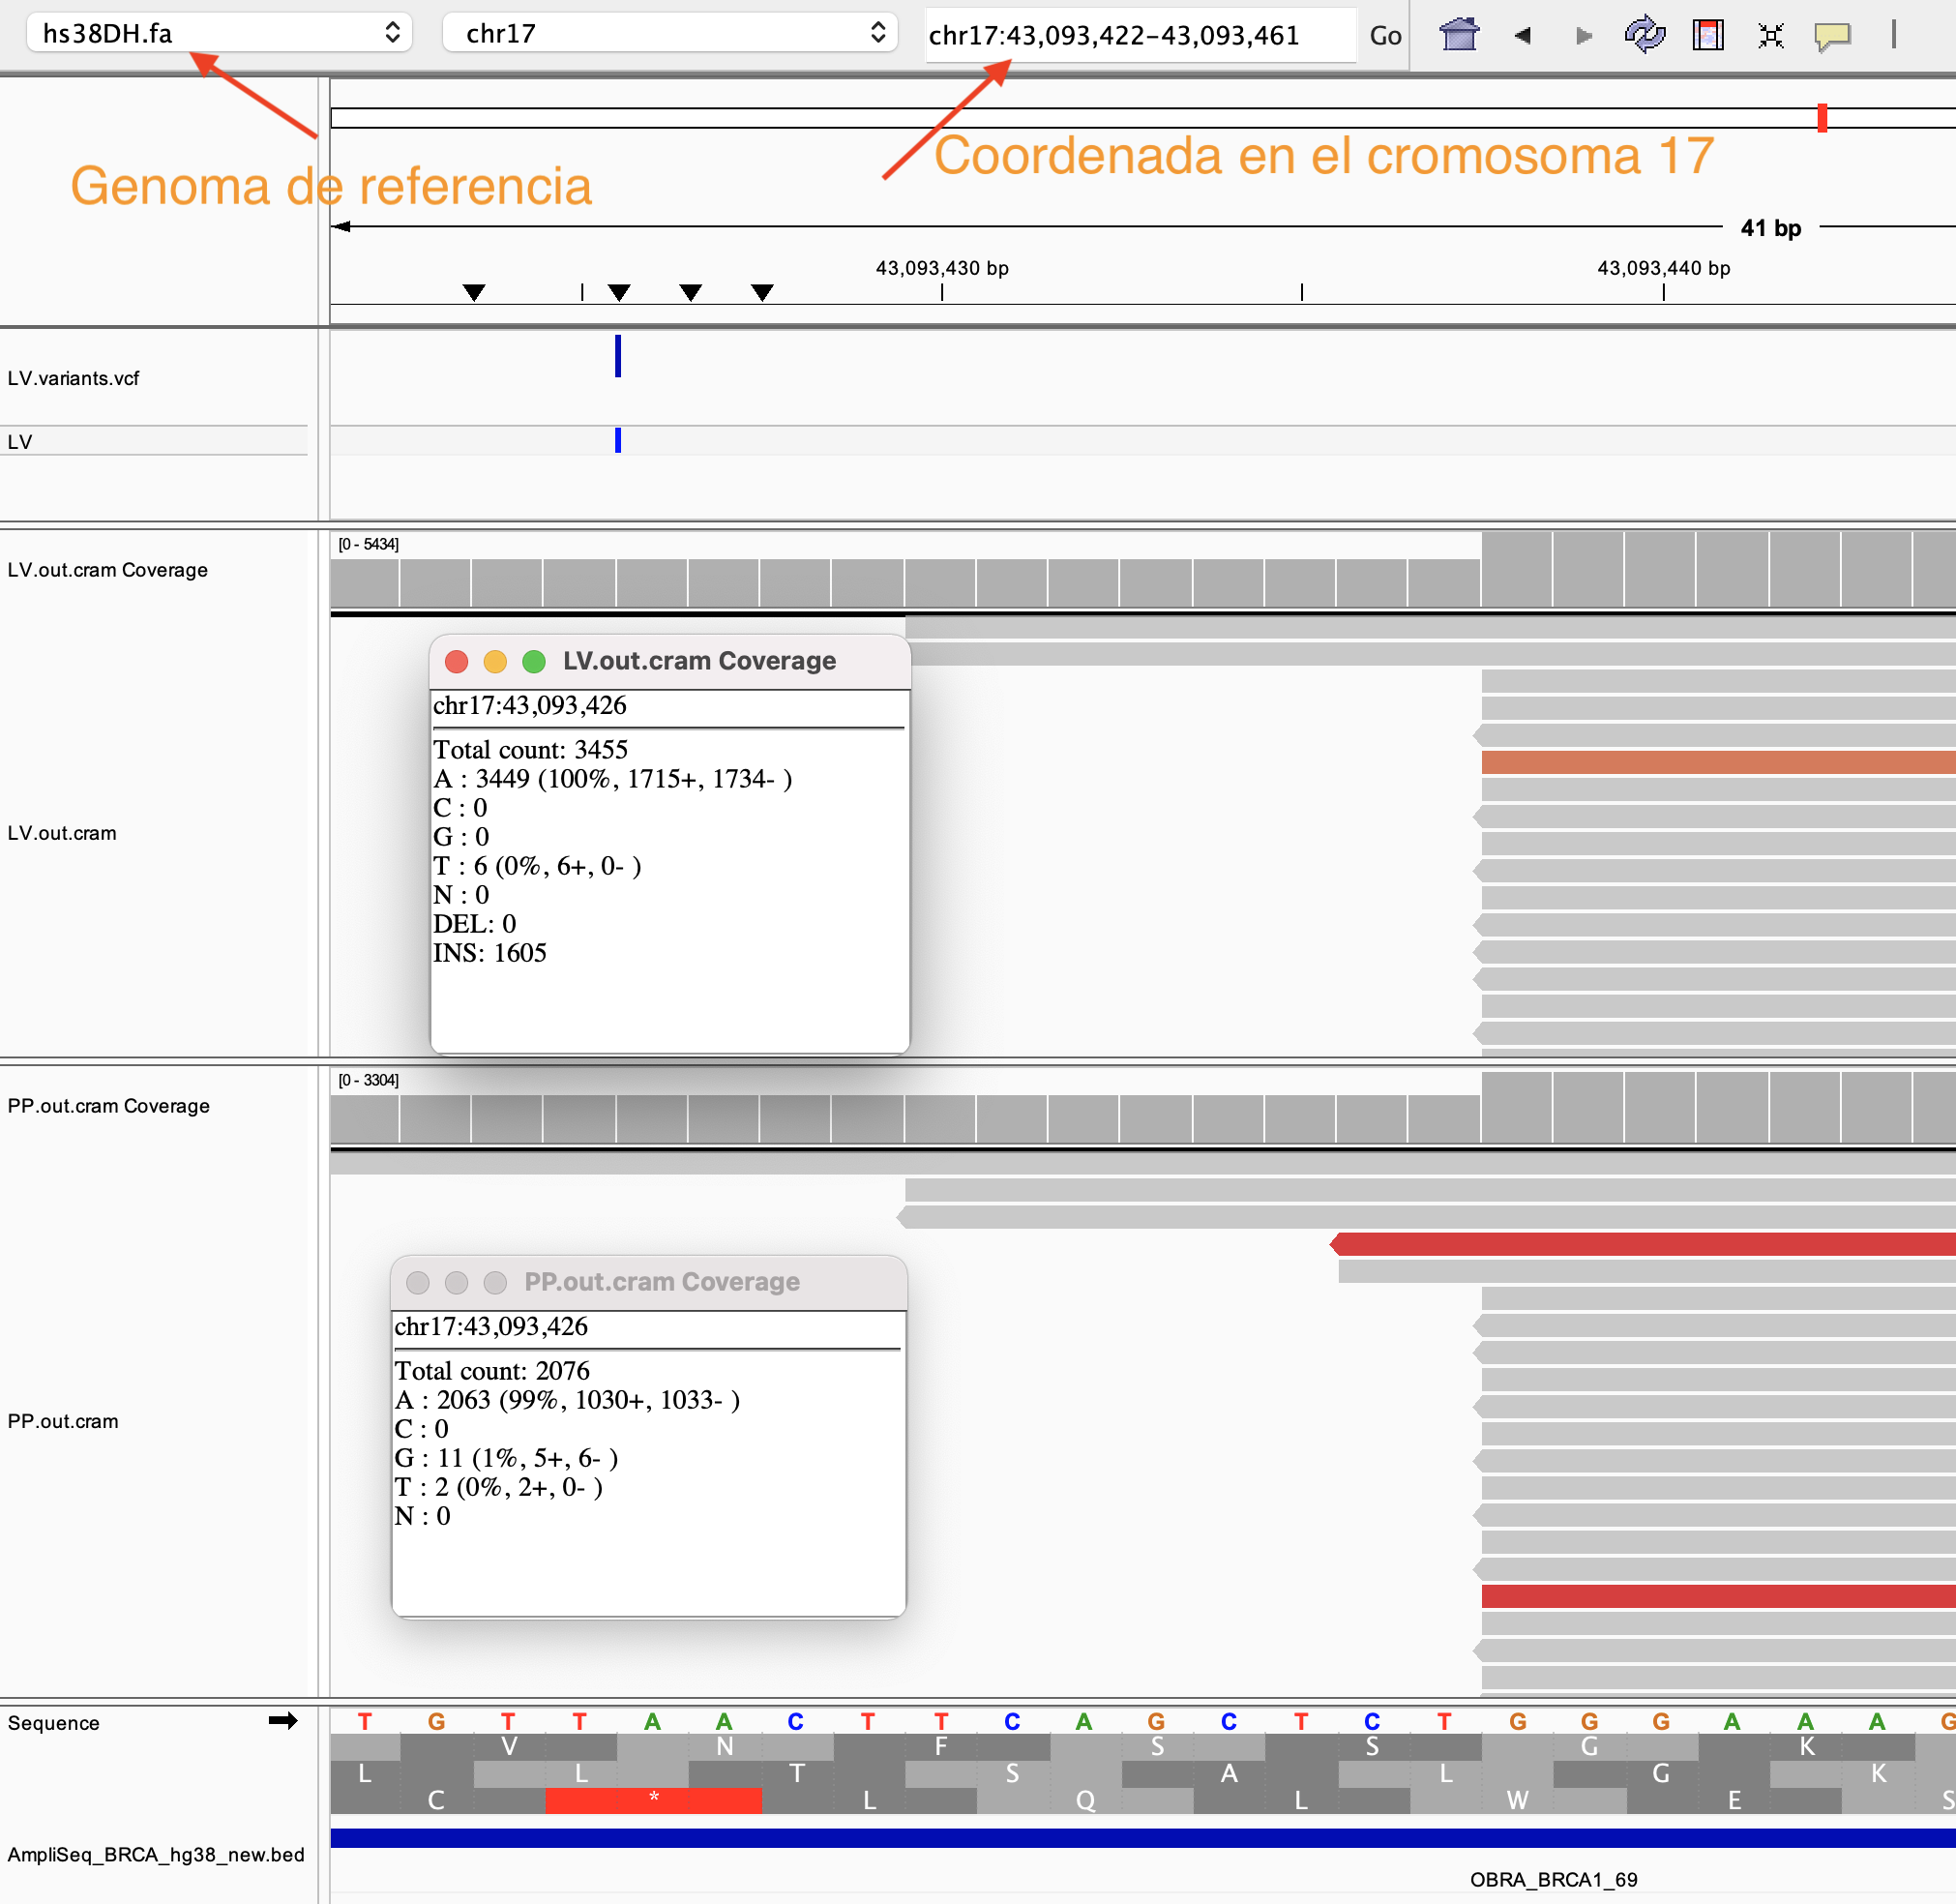 hs38DH.fa chr17 chr17:43,093,422-43,093,461 Go
Genoma de referencia
Coordenada en el cromosoma 17
41 bp
43,093,430 bp 43,093,440 bp
LV.variants.vcf
LV
[0 - 5434]
LV.out.cram Coverage
LV.out.cram Coverage
chr17:43,093,426
Total count: 3455
A : 3449 (100%, 1715+, 1734- )
C : 0
G : 0
T : 6 (0%, 6+, 0- )
N : 0
DEL: 0
INS: 1605
LV.out.cram
[0 - 3304]
PP.out.cram Coverage
PP.out.cram Coverage
chr17:43,093,426
Total count: 2076
A : 2063 (99%, 1030+, 1033- )
C : 0
G : 11 (1%, 5+, 6- )
T : 2 (0%, 2+, 0- )
N : 0
PP.out.cram
Sequence T G T T A A C T T C A G C T C T G G G A A A G
V N F S S G K
L L T S A L G K
C * L Q L W E S
AmpliSeq_BRCA_hg38_new.bed
OBRA_BRCA1_69